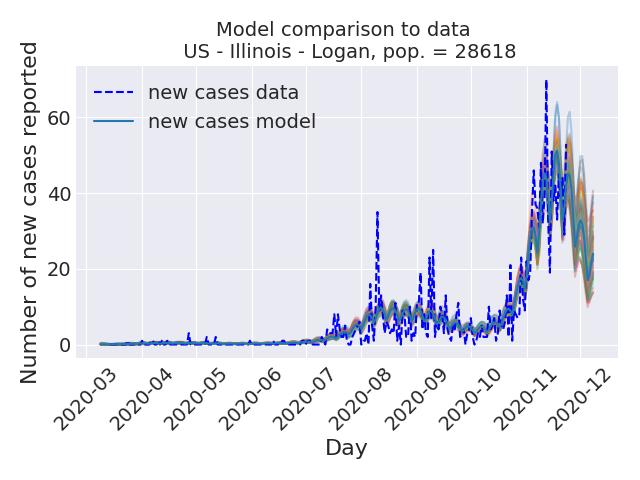 Model comparison to data
US - Illinois - Logan, pop. = 28618
Number of new cases reported
60
40
20
0
new cases data
new cases model
2020-03
2020-04
2020-05
2020-06
2020-07
2020-08
2020-09
2020-10
2020-11
2020-12
Day